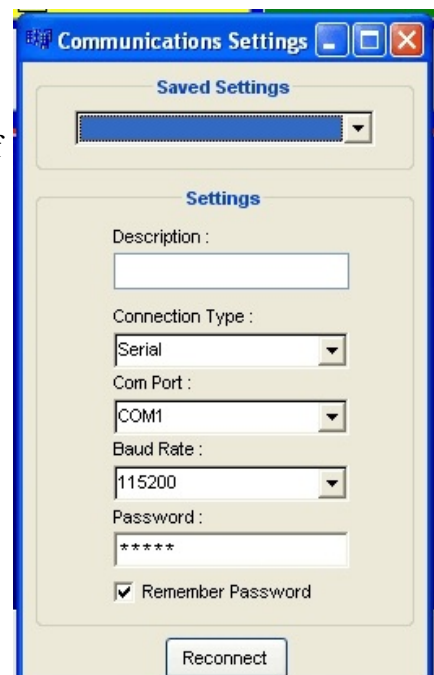 Communications Settings
Saved Settings
Settings
Description :
Connection Type :
Serial
Com Port :
COM1
Baud Rate :
115200
Password :
*****
Remember Password
Reconnect